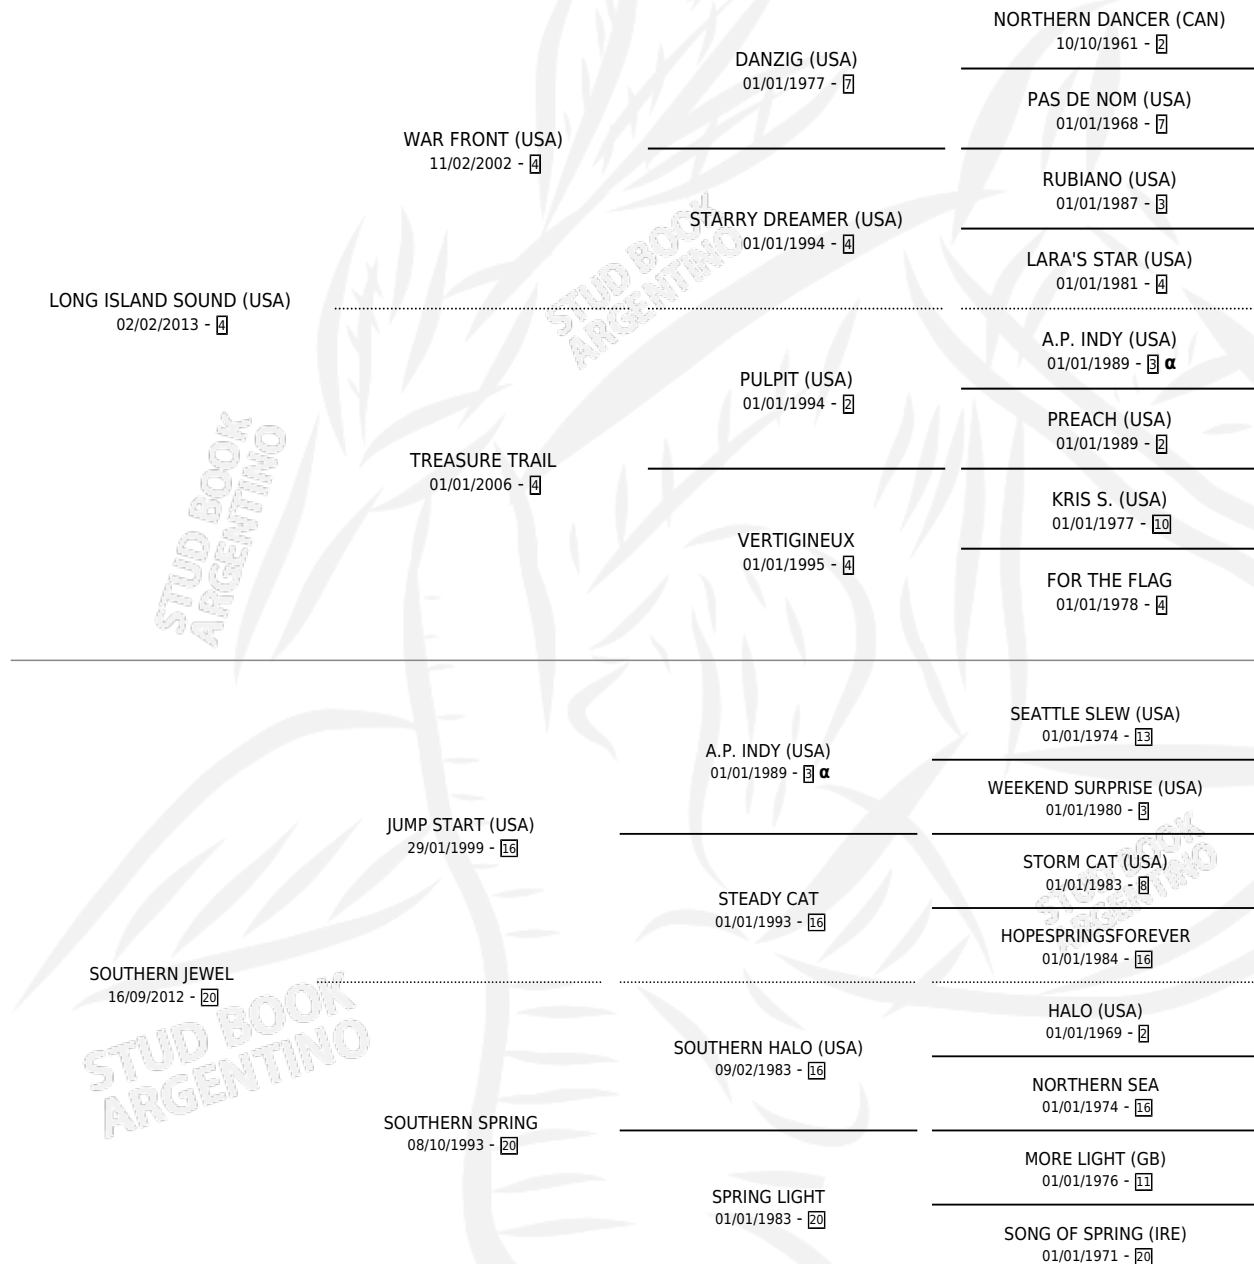 NORTHERN DANCER (CAN)
10/10/1961 - 2
DANZIG (USA)
01/01/1977 - 7
PAS DE NOM (USA)
01/01/1968 - 7
WAR FRONT (USA)
11/02/2002 - 4
RUBIANO (USA)
01/01/1987 - 3
STARRY DREAMER (USA)
01/01/1994 - 4
LARA'S STAR (USA)
01/01/1981 - 4
STUD BOOK
ARGENTINO
LONG ISLAND SOUND (USA)
02/02/2013 - 4
A.P. INDY (USA)
01/01/1989 - 3 α
PULPIT (USA)
01/01/1994 - 2
PREACH (USA)
01/01/1989 - 2
TREASURE TRAIL
01/01/2006 - 4
KRIS S. (USA)
01/01/1977 - 10
VERTIGINEUX
01/01/1995 - 4
FOR THE FLAG
01/01/1978 - 4
STUD BOOK
ARGENTINO
SEATTLE SLEW (USA)
01/01/1974 - 13
A.P. INDY (USA)
01/01/1989 - 3 α
WEEKEND SURPRISE (USA)
01/01/1980 - 3
JUMP START (USA)
29/01/1999 - 16
STORM CAT (USA)
01/01/1983 - 8
STEADY CAT
01/01/1993 - 16
HOPESPRINGSFOREVER
01/01/1984 - 16
STUD BOOK
ARGENTINO
SOUTHERN JEWEL
16/09/2012 - 20
HALO (USA)
01/01/1969 - 2
SOUTHERN HALO (USA)
09/02/1983 - 16
NORTHERN SEA
01/01/1974 - 16
SOUTHERN SPRING
08/10/1993 - 20
MORE LIGHT (GB)
01/01/1976 - 11
SPRING LIGHT
01/01/1983 - 20
SONG OF SPRING (IRE)
01/01/1971 - 20
STUD BOOK
ARGENTINO